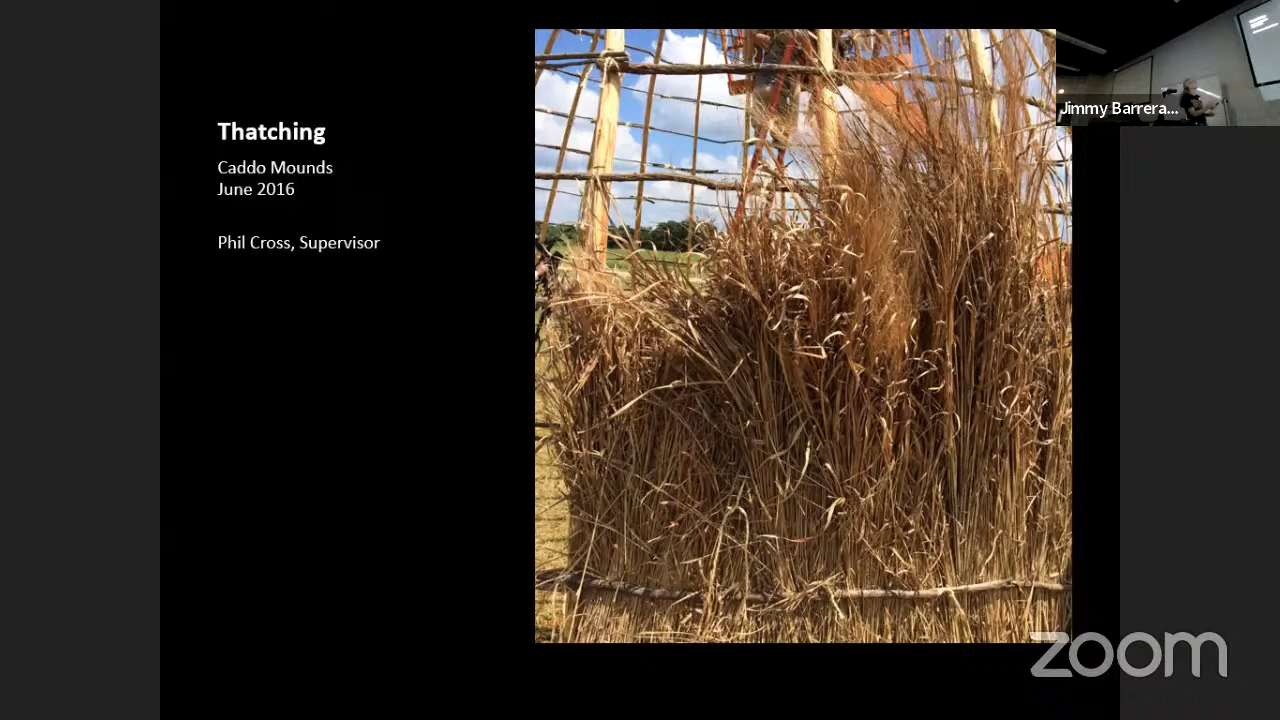 Thatching
Caddo Mounds
June 2016
Phil Cross, Supervisor
Jimmy Barrera...
zoom